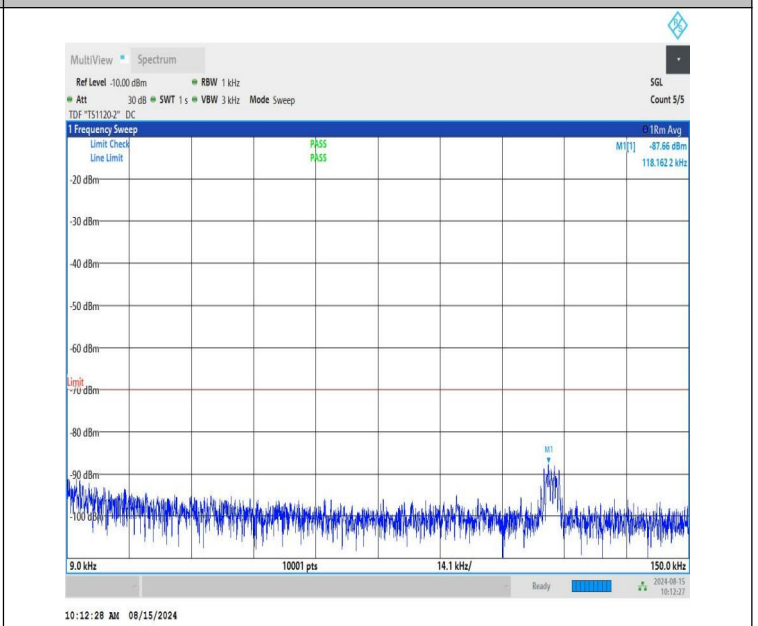 R S
MultiView Spectrum
Ref Level -10.00 dBm RBW 1 kHz SGL
Att 30 dB SWT 1 s VBW 3 kHz Mode Sweep Count 5/5
TDF "TS1120-2" DC
1 Frequency Sweep 1Rm Avg
Limit Check PASS M1[1] -87.66 dBm
Line Limit PASS 118.162 2 kHz
-20 dBm
-30 dBm
-40 dBm
-50 dBm
-60 dBm
Limit
-70 dBm
-80 dBm
M1
-90 dBm
-100 dBm
9.0 kHz 10001 pts 14.1 kHz/ 150.0 kHz
Ready 2024-08-15
10:12:27
10:12:28 AM 08/15/2024